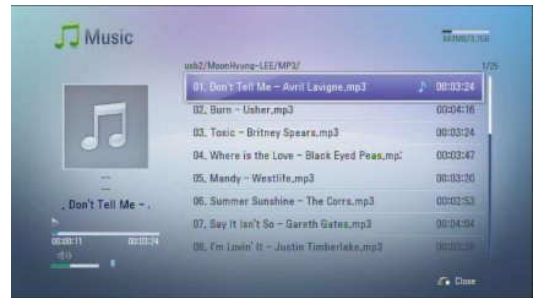 Music
usb2/MoonHyung-LEE/MP3/
1/25
01. Don't Tell Me - Avril Lavigne.mp3 00:03:24
02. Burn - Usher.mp3 00:04:16
03. Toxic - Britney Spears.mp3 00:03:24
04. Where is the Love - Black Eyed Peas.mp3 00:03:47
05. Mandy - Westlife.mp3 00:03:20
06. Summer Sunshine - The Corrs.mp3 00:02:53
07. Say It Isn't So - Gareth Gates.mp3 00:04:04
08. I'm Lovin' It - Justin Timberlake.mp3
---
---
. Don't Tell Me - .
00:00:11 00:03:24
Close